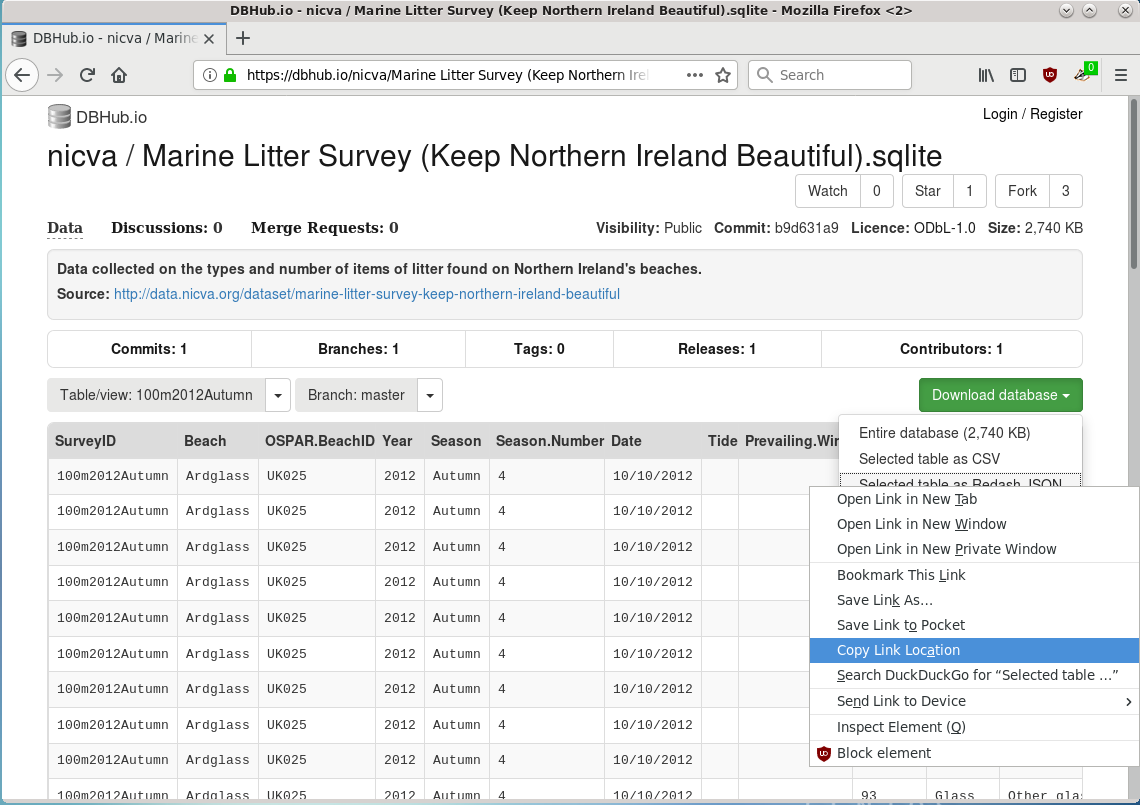 DBHub.io - nicva / Marine Litter Survey (Keep Northern Ireland Beautiful).sqlite - Mozilla Firefox <2>
DBHub.io - nicva / Marine
https://dbhub.io/nicva/Marine Litter Survey (Keep Northern Irel
Search
0
DBHub.io
Login / Register
nicva / Marine Litter Survey (Keep Northern Ireland Beautiful).sqlite
Watch 0 Star 1 Fork 3
Data Discussions: 0 Merge Requests: 0 Visibility: Public Commit: b9d631a9 Licence: ODbL-1.0 Size: 2,740 KB
Data collected on the types and number of items of litter found on Northern Ireland's beaches.
Source: http://data.nicva.org/dataset/marine-litter-survey-keep-northern-ireland-beautiful
Commits: 1 Branches: 1 Tags: 0 Releases: 1 Contributors: 1
Table/view: 100m2012Autumn Branch: master Download database
Entire database (2,740 KB)
Selected table as CSV
Selected table as Redash JSON
SurveyID Beach OSPAR.BeachID Year Season Season.Number Date Tide Prevailing.Win
100m2012Autumn Ardglass UK025 2012 Autumn 4 10/10/2012
100m2012Autumn Ardglass UK025 2012 Autumn 4 10/10/2012
100m2012Autumn Ardglass UK025 2012 Autumn 4 10/10/2012
100m2012Autumn Ardglass UK025 2012 Autumn 4 10/10/2012
100m2012Autumn Ardglass UK025 2012 Autumn 4 10/10/2012
100m2012Autumn Ardglass UK025 2012 Autumn 4 10/10/2012
100m2012Autumn Ardglass UK025 2012 Autumn 4 10/10/2012
100m2012Autumn Ardglass UK025 2012 Autumn 4 10/10/2012
100m2012Autumn Ardglass UK025 2012 Autumn 4 10/10/2012
100m2012Autumn Ardglass UK025 2012 Autumn 4 10/10/2012 93 Glass Other glas
Open Link in New Tab
Open Link in New Window
Open Link in New Private Window
Bookmark This Link
Save Link As…
Save Link to Pocket
Copy Link Location
Search DuckDuckGo for “Selected table …”
Send Link to Device
Inspect Element (Q)
Block element